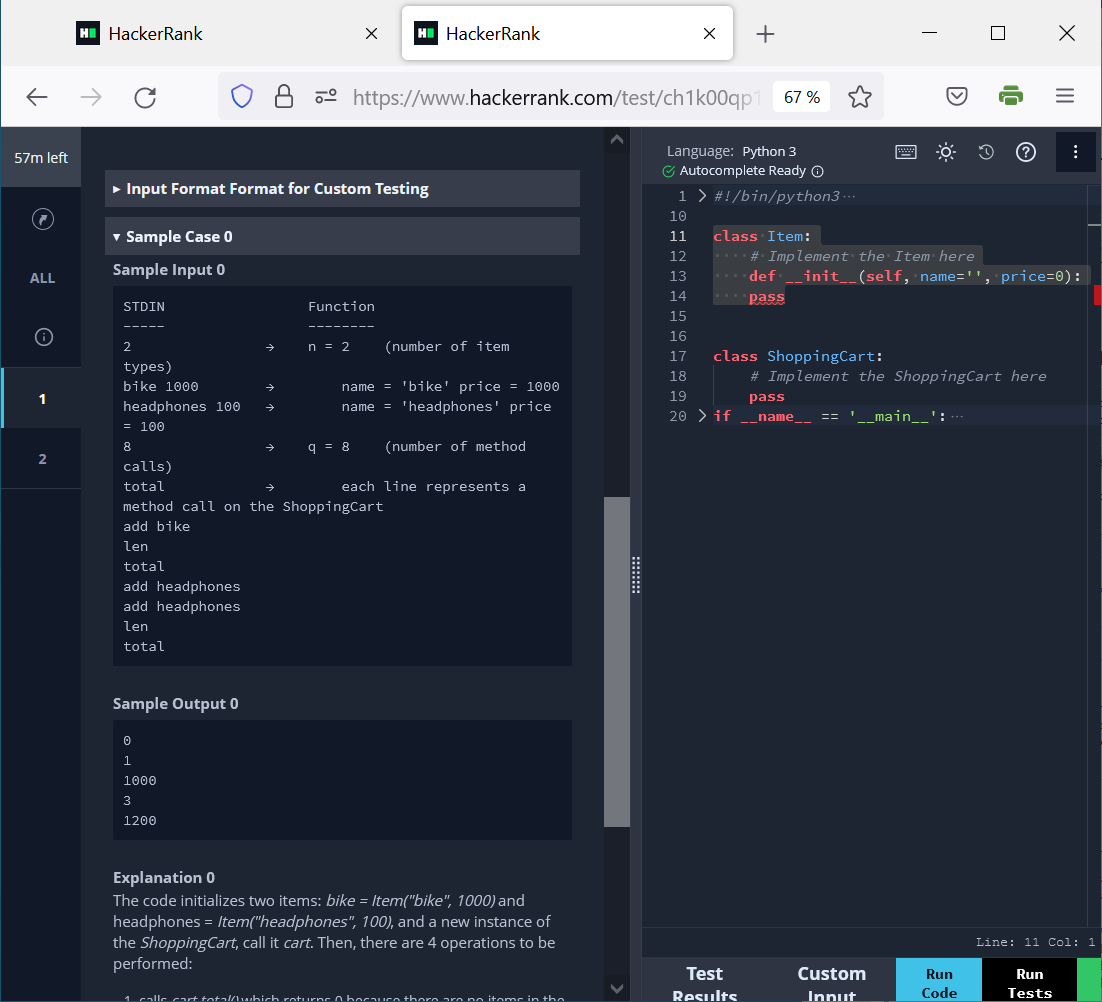 HackerRank
HackerRank
https://www.hackerrank.com/test/ch1k00qp1
67 %
57m left
ALL
1
2
▸ Input Format Format for Custom Testing
▾ Sample Case 0
Sample Input 0
STDIN Function
----- --------
2 → n = 2 (number of item
types)
bike 1000 → name = 'bike' price = 1000
headphones 100 → name = 'headphones' price
= 100
8 → q = 8 (number of method
calls)
total → each line represents a
method call on the ShoppingCart
add bike
len
total
add headphones
add headphones
len
total
Sample Output 0
0
1
1000
3
1200
Explanation 0
The code initializes two items: bike = Item("bike", 1000) and
headphones = Item("headphones", 100), and a new instance of
the ShoppingCart, call it cart. Then, there are 4 operations to be
performed:
1. calls cart.total() which returns 0 because there are no items in the
Language: Python 3
Autocomplete Ready
1 #!/bin/python3···
10
11 class Item:
12 # Implement the Item here
13 def __init__(self, name='', price=0):
14 pass
15
16
17 class ShoppingCart:
18 # Implement the ShoppingCart here
19 pass
20 if __name__ == '__main__':···
Line: 11 Col: 1
Test
Results
Custom
Input
Run
Code
Run
Tests